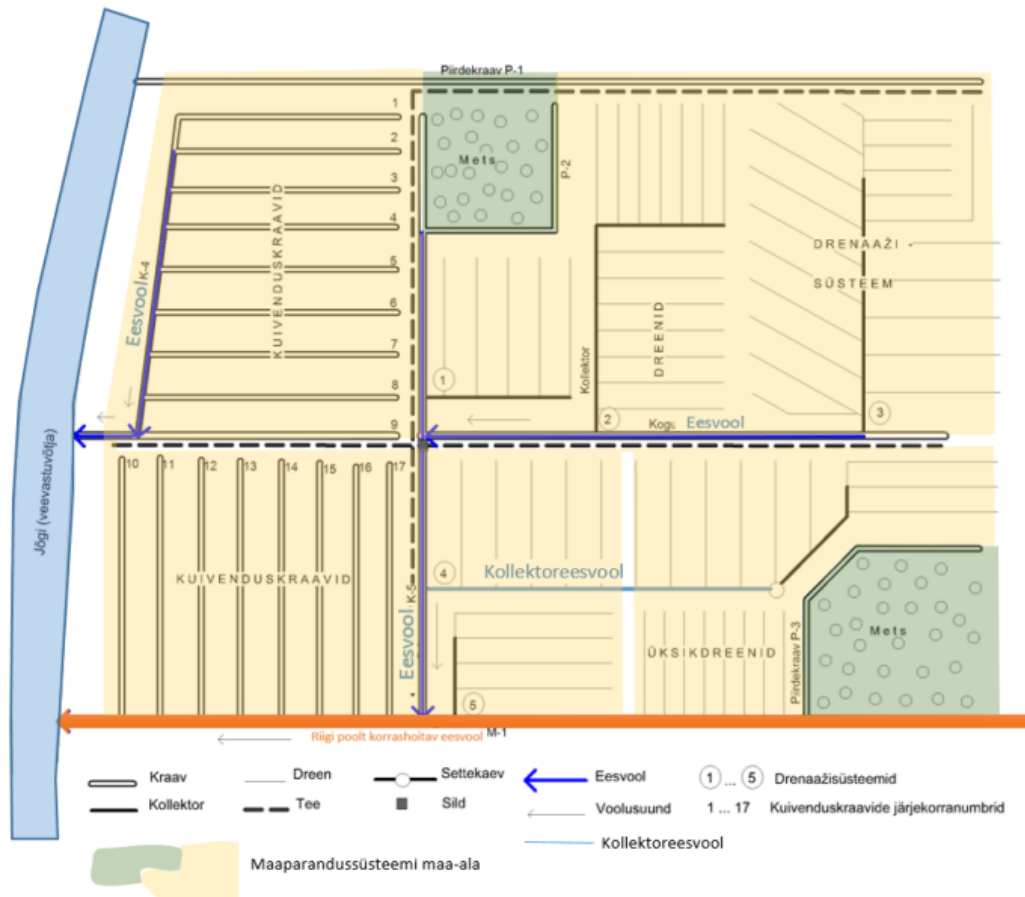 Piirdekraav P-1
1
2
3
4
5
6
7
8
9
Mets
P-2
KUIVENDUSKRAAVID
Eesvool K-4
DRENAAŽI -
SÜSTEEM
DREENID
Kollektor
1
2
3
Kogu
Eesvool
Jõgi (veevastuvõtja)
10
11
12
13
14
15
16
17
KUIVENDUSKRAAVID
Eesvool K-5
4
Kollektoreesvool
ÜKSIKDREENID
Piirdekraav P-3
Mets
5
Riigi poolt korrashoitav eesvool M-1
Kraav
Dreen
Settekaev
Eesvool
1 ... 5 Drenaažisüsteemid
Kollektor
Tee
Sild
Voolusuund
1 ... 17 Kuivenduskraavide järjekorranumbrid
Kollektoreesvool
Maaparandussüsteemi maa-ala